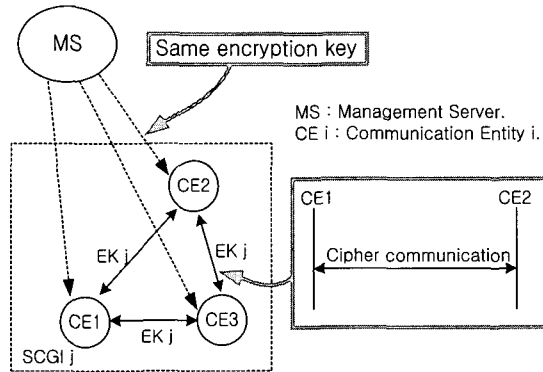 MS
Same encryption key
MS : Management Server.
CE i : Communication Entity i.
CE2
CE1
CE2
EK j
EK j
Cipher communication
CE1
CE3
EK j
SCGI j